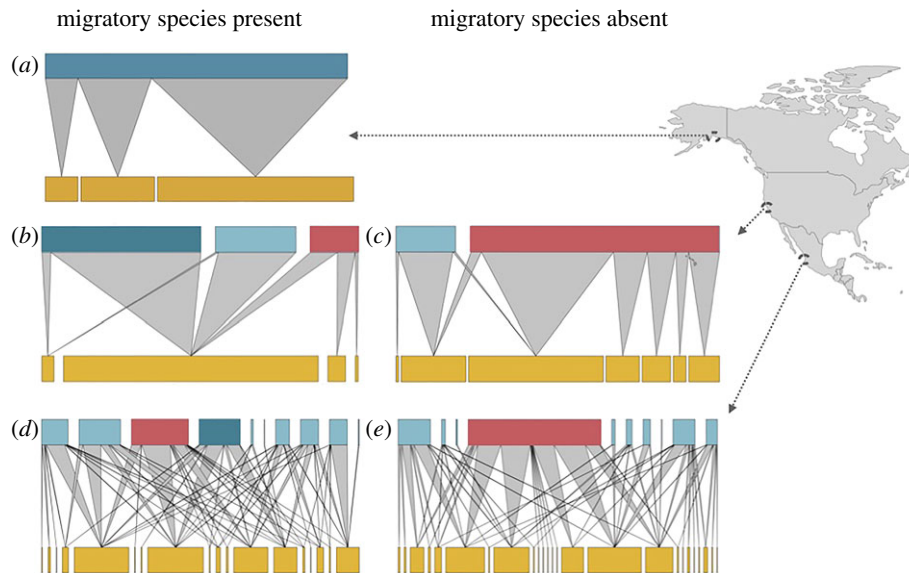 migratory species present
migratory species absent
(a)
(b)
(c)
(d)
(e)